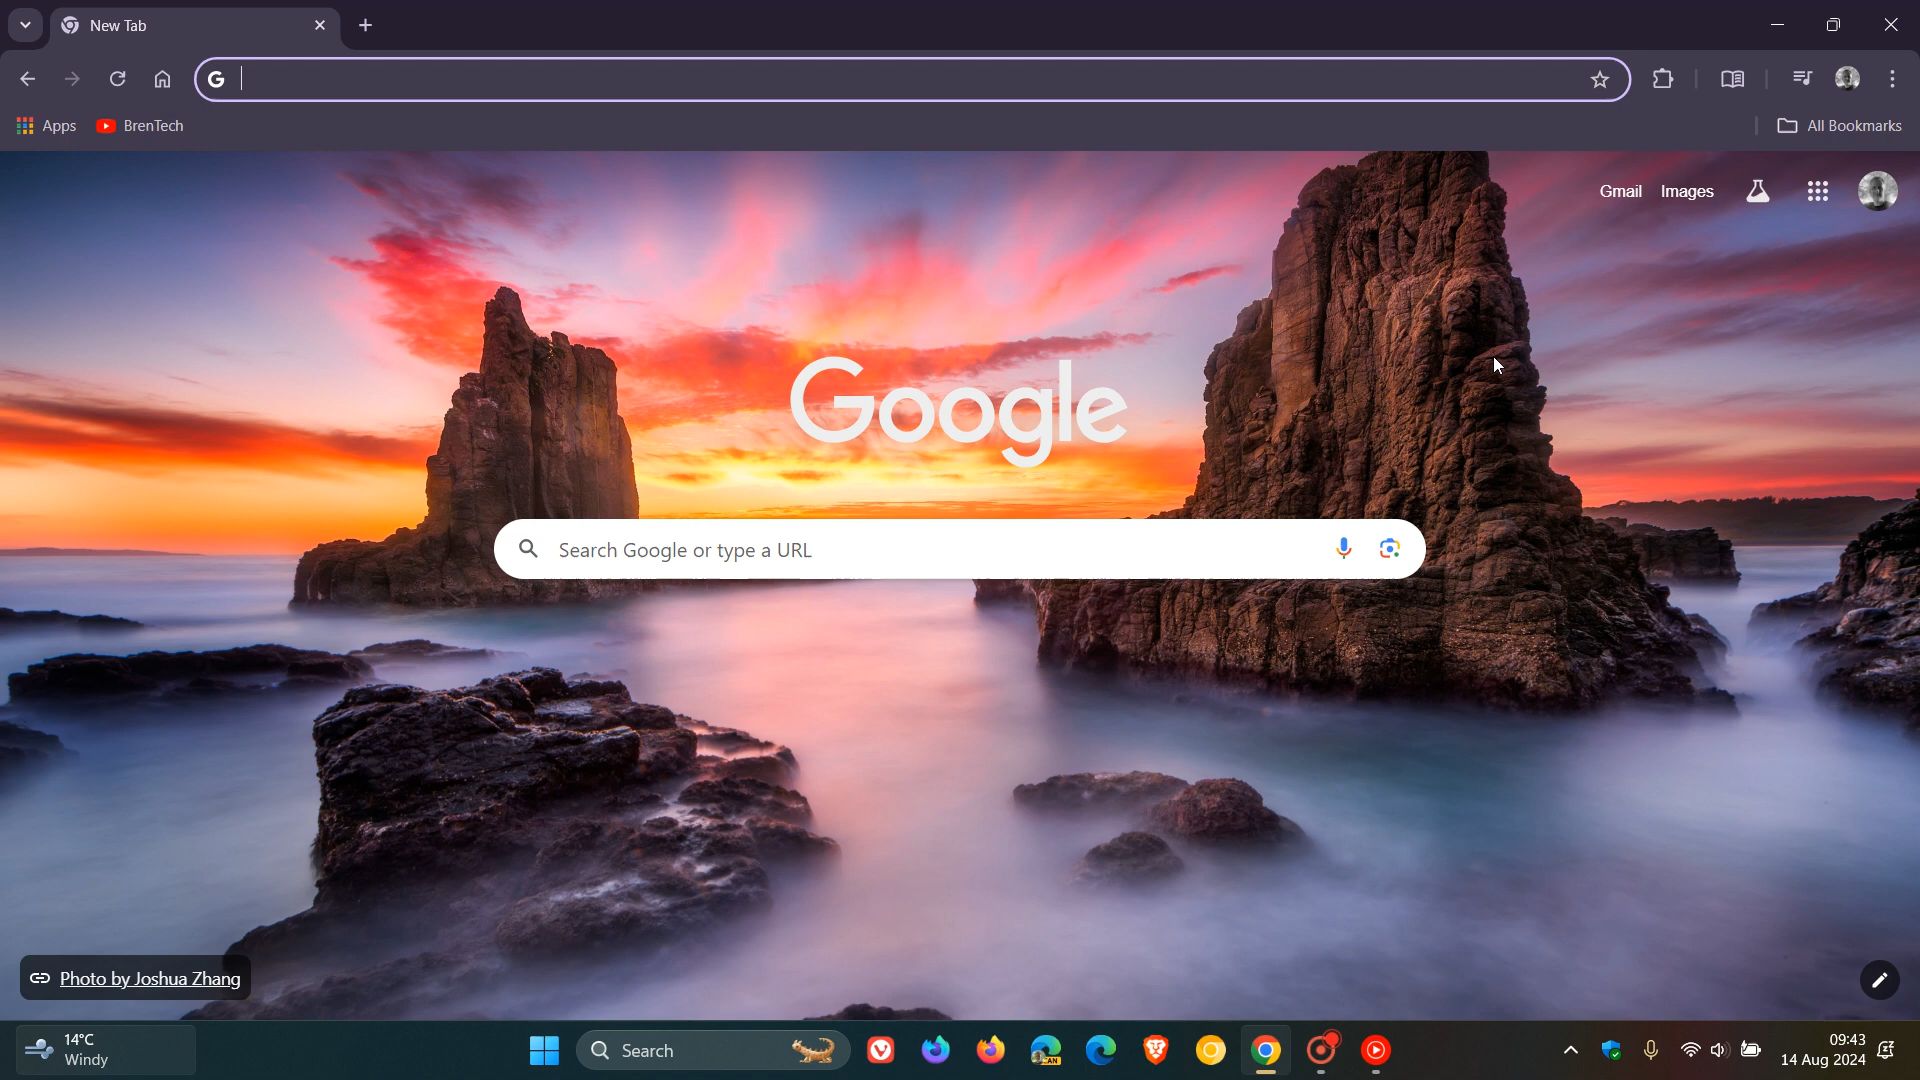 New Tab
Apps
BrenTech
All Bookmarks
Gmail
Images
Google
Search Google or type a URL
Photo by Joshua Zhang
14°C
Windy
Search
CAN
09:43
14 Aug 2024